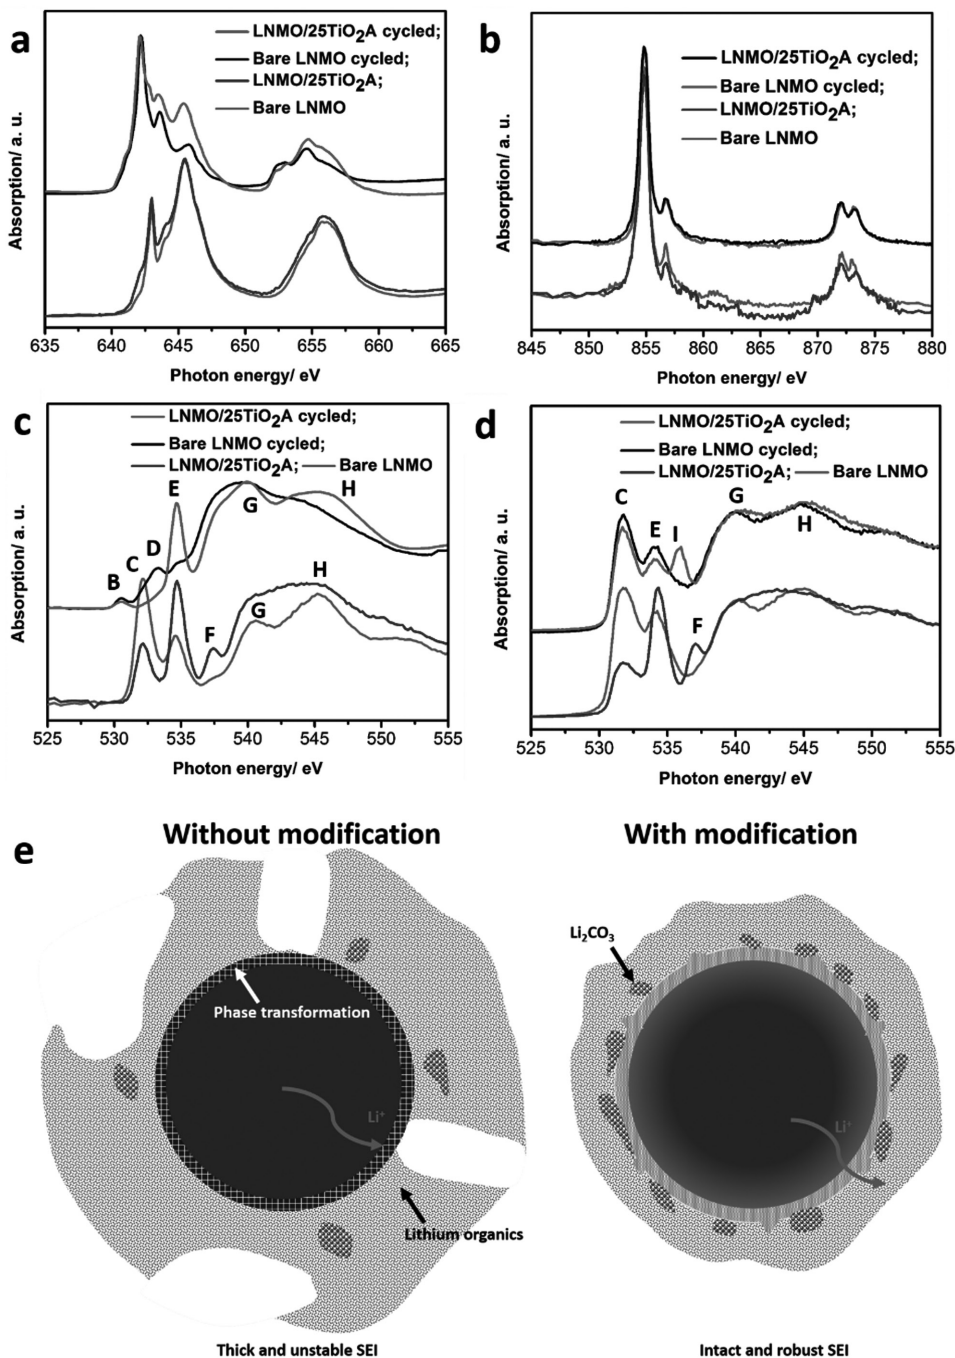 a
LNMO/25TiO2A cycled;
Bare LNMO cycled;
LNMO/25TiO2A;
Bare LNMO
Absorption/ a. u.
635 640 645 650 655 660 665
Photon energy/ eV
b
LNMO/25TiO2A cycled;
Bare LNMO cycled;
LNMO/25TiO2A;
Bare LNMO
Absorption/ a. u.
845 850 855 860 865 870 875 880
Photon energy/ eV
c
LNMO/25TiO2A cycled;
Bare LNMO cycled;
LNMO/25TiO2A; Bare LNMO
E
H
G
D
C
B
H
G
F
Absorption/ a. u.
525 530 535 540 545 550 555
Photon energy/ eV
d
LNMO/25TiO2A cycled;
Bare LNMO cycled;
LNMO/25TiO2A; Bare LNMO
C
G
E I H
F
Absorption/ a. u.
525 530 535 540 545 550 555
Photon energy/ eV
e
Without modification
Phase transformation
Li+
Lithium organics
Thick and unstable SEI
With modification
Li2CO3
Li+
Intact and robust SEI